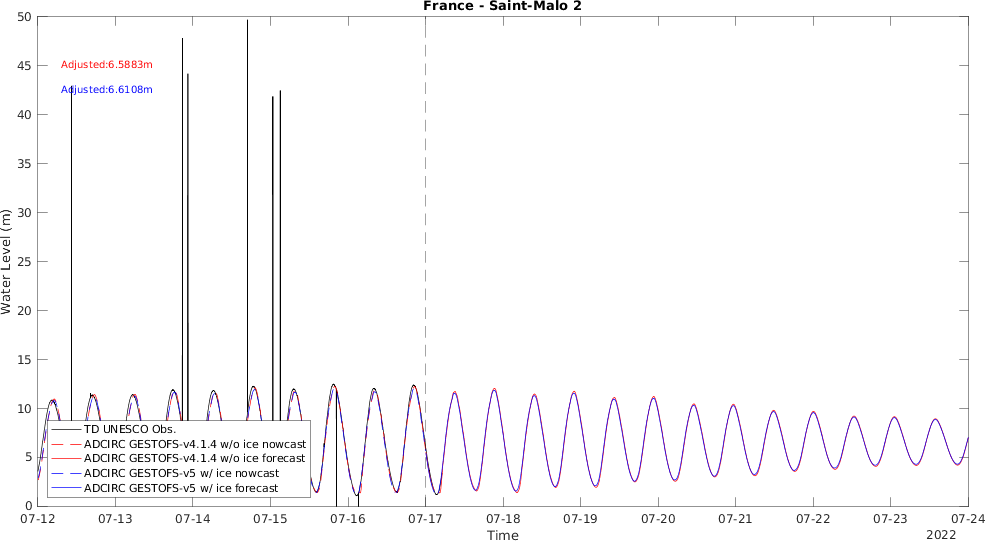 France - Saint-Malo 2
50
45
40
35
30
25
20
15
10
5
0
Water Level (m)
Adjusted:6.5883m
Adjusted:6.6108m
TD UNESCO Obs.
ADCIRC GESTOFS-v4.1.4 w/o ice nowcast
ADCIRC GESTOFS-v4.1.4 w/o ice forecast
ADCIRC GESTOFS-v5 w/ ice nowcast
ADCIRC GESTOFS-v5 w/ ice forecast
07-12 07-13 07-14 07-15 07-16 07-17 07-18 07-19 07-20 07-21 07-22 07-23 07-24
Time
2022